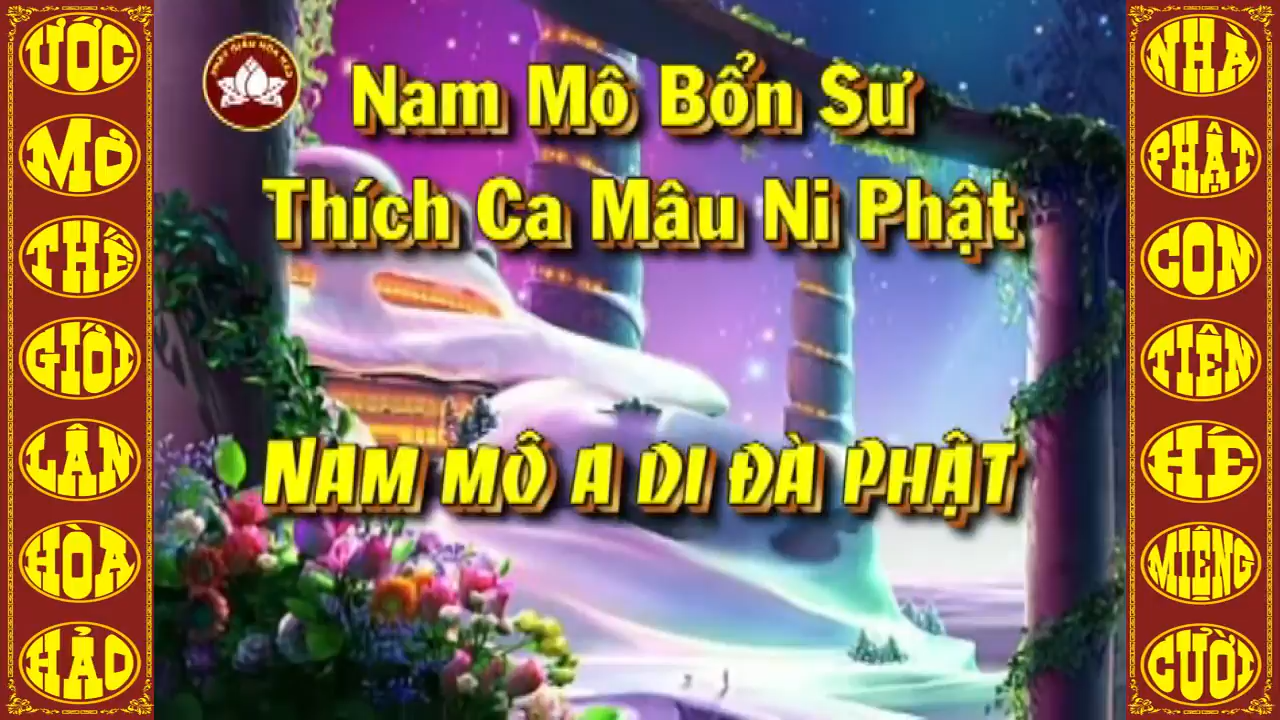 ƯỚC
MỞ
THẾ
GIỚI
LÂN
HÒA
HẢO
Nam Mô Bổn Sư
Thích Ca Mâu Ni Phật
NAM MÔ A DI ĐÀ PHẬT
NHÀ
PHẬT
CON
TIÊN
HÉ
MIỆNG
CƯỜI